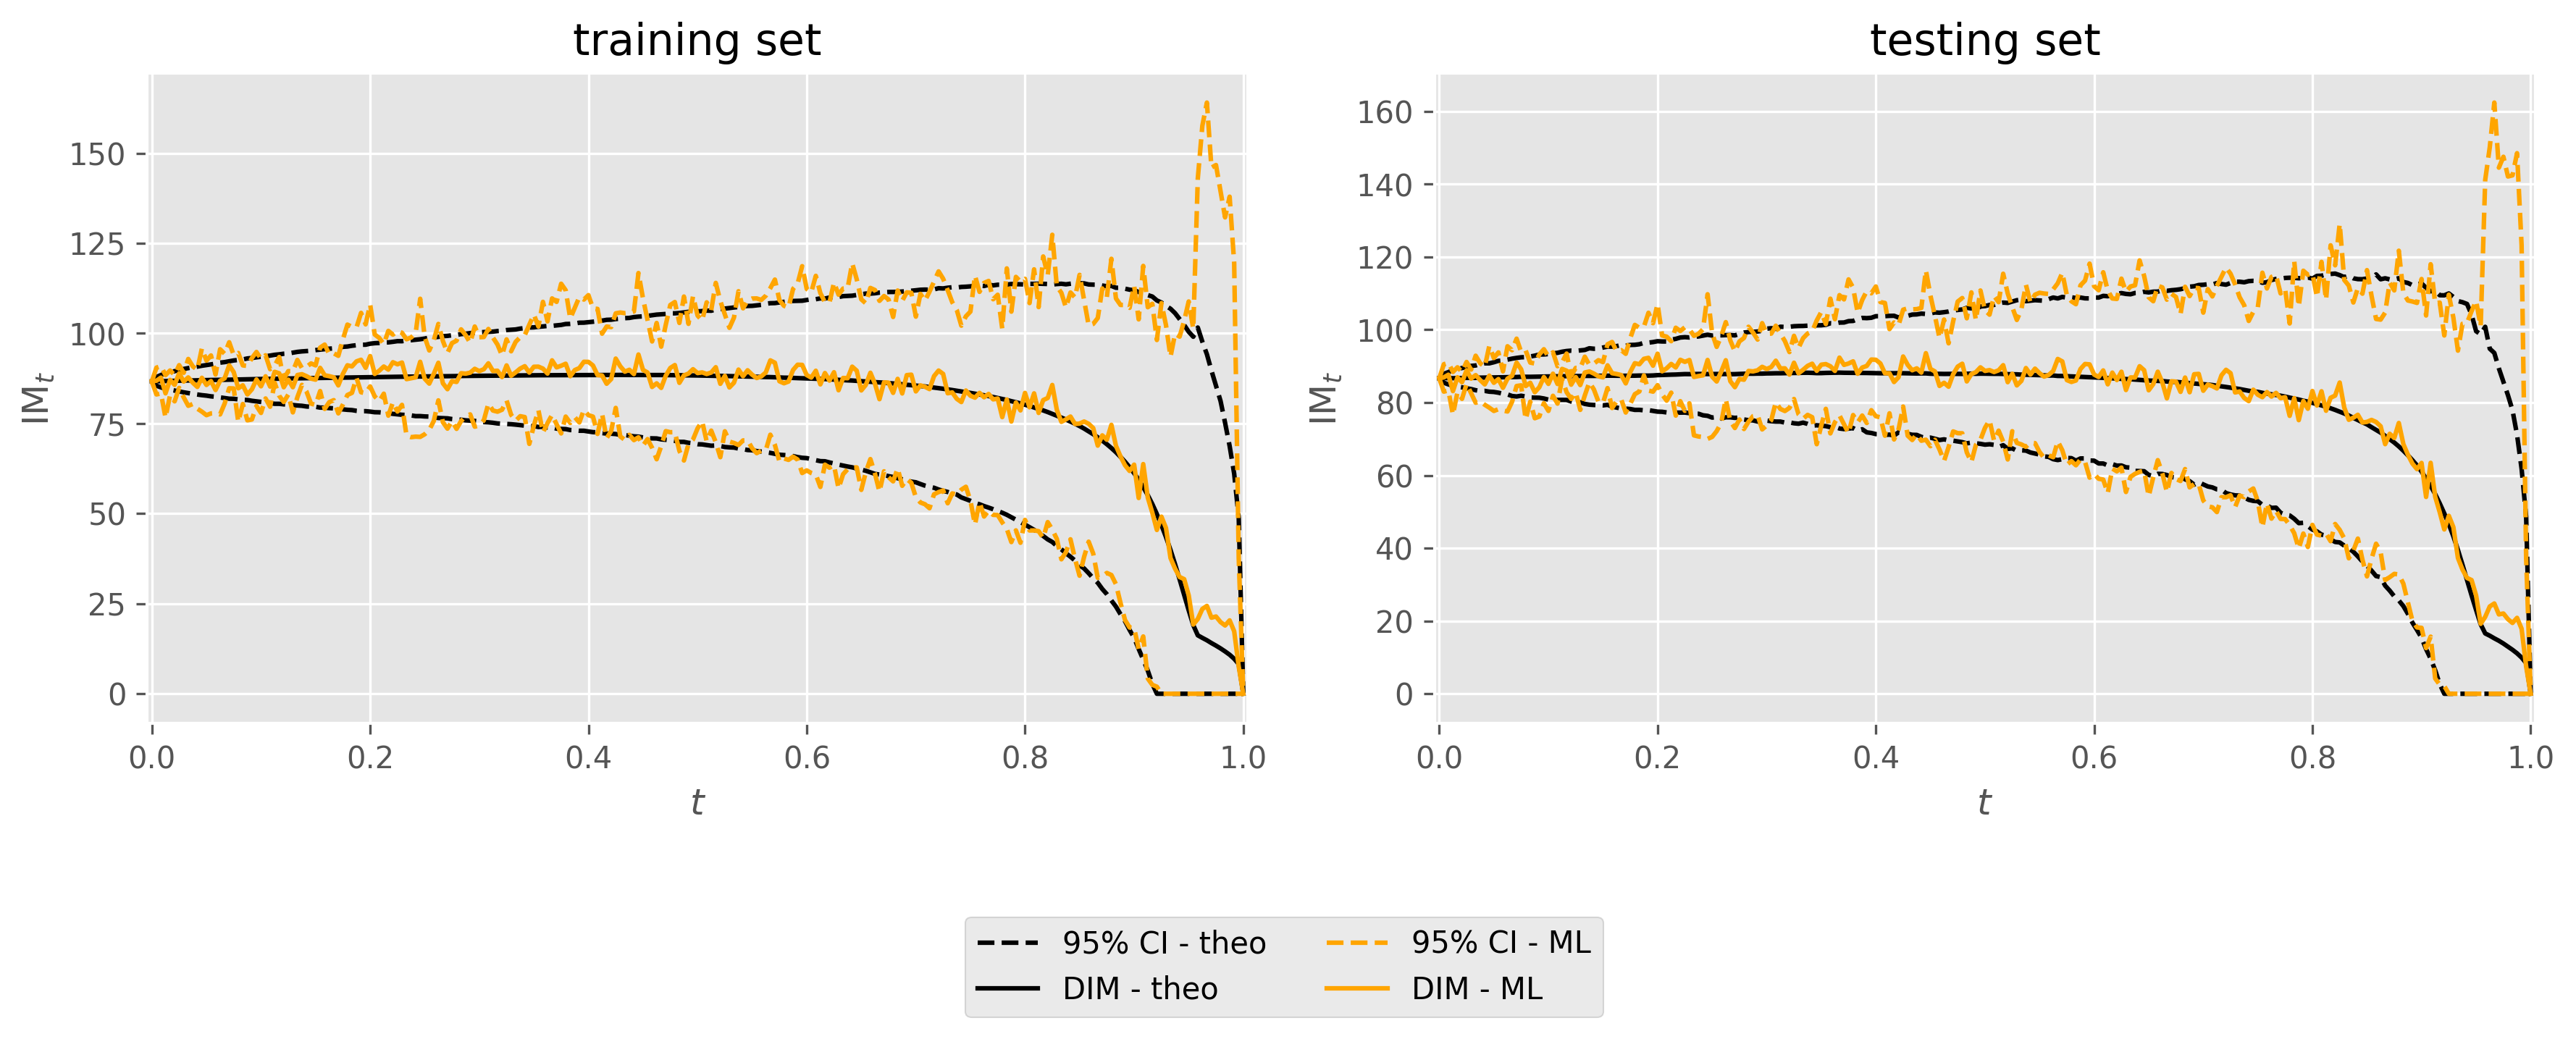 training set
testing set
IM_t
150
125
100
75
50
25
0
0.0 0.2 0.4 0.6 0.8 1.0
t
IM_t
160
140
120
100
80
60
40
20
0
0.0 0.2 0.4 0.6 0.8 1.0
t
95% CI - theo
DIM - theo
95% CI - ML
DIM - ML